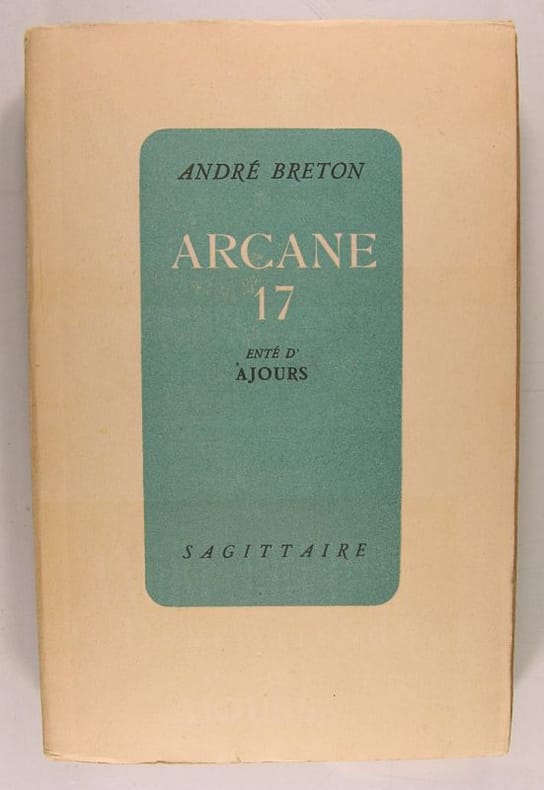 ANDRÉ BRETON
ARCANE
17
ENTÉ D'
AJOURS
SAGITTAIRE